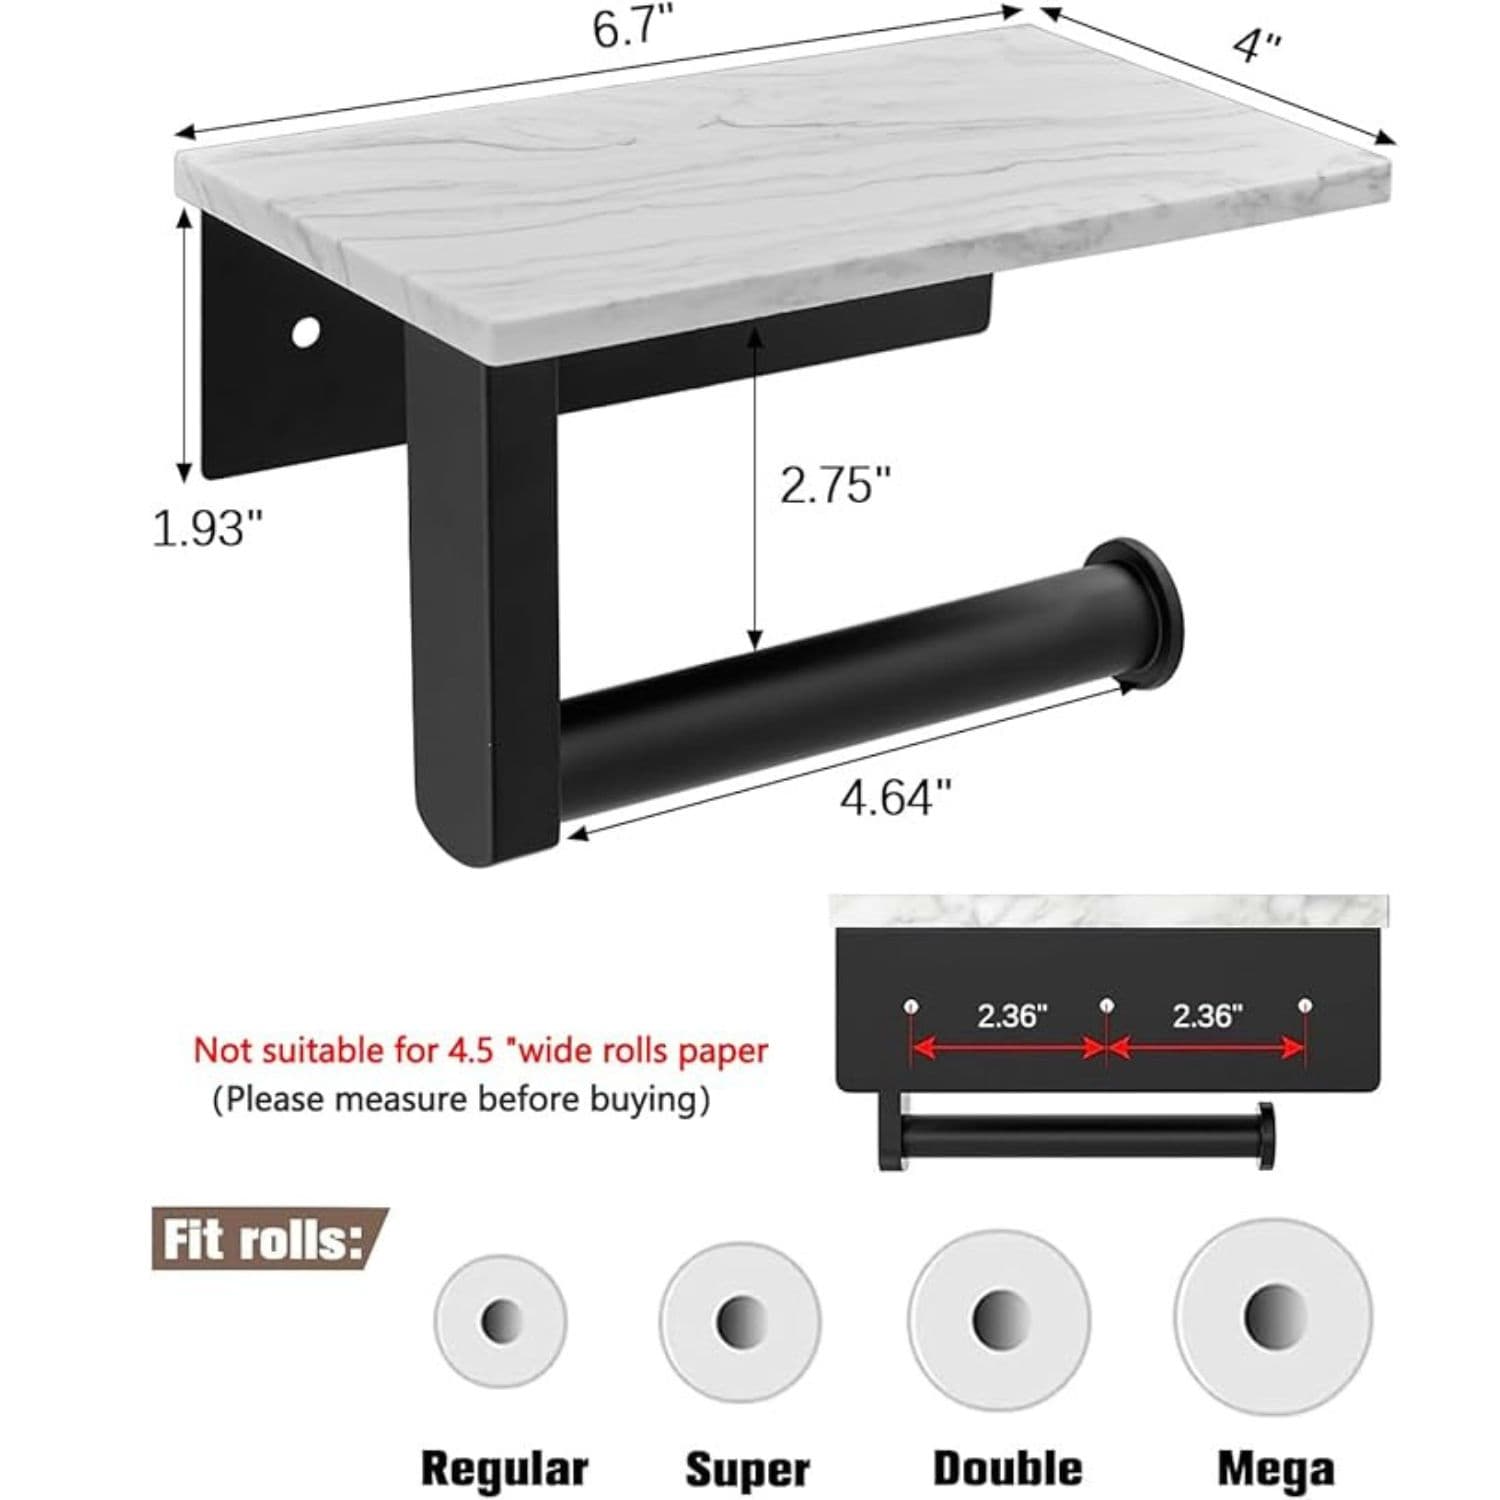 6.7"
4"
1.93"
2.75"
4.64"
2.36"
2.36"
Not suitable for 4.5 "wide rolls paper
(Please measure before buying)
Fit rolls:
Regular
Super
Double
Mega